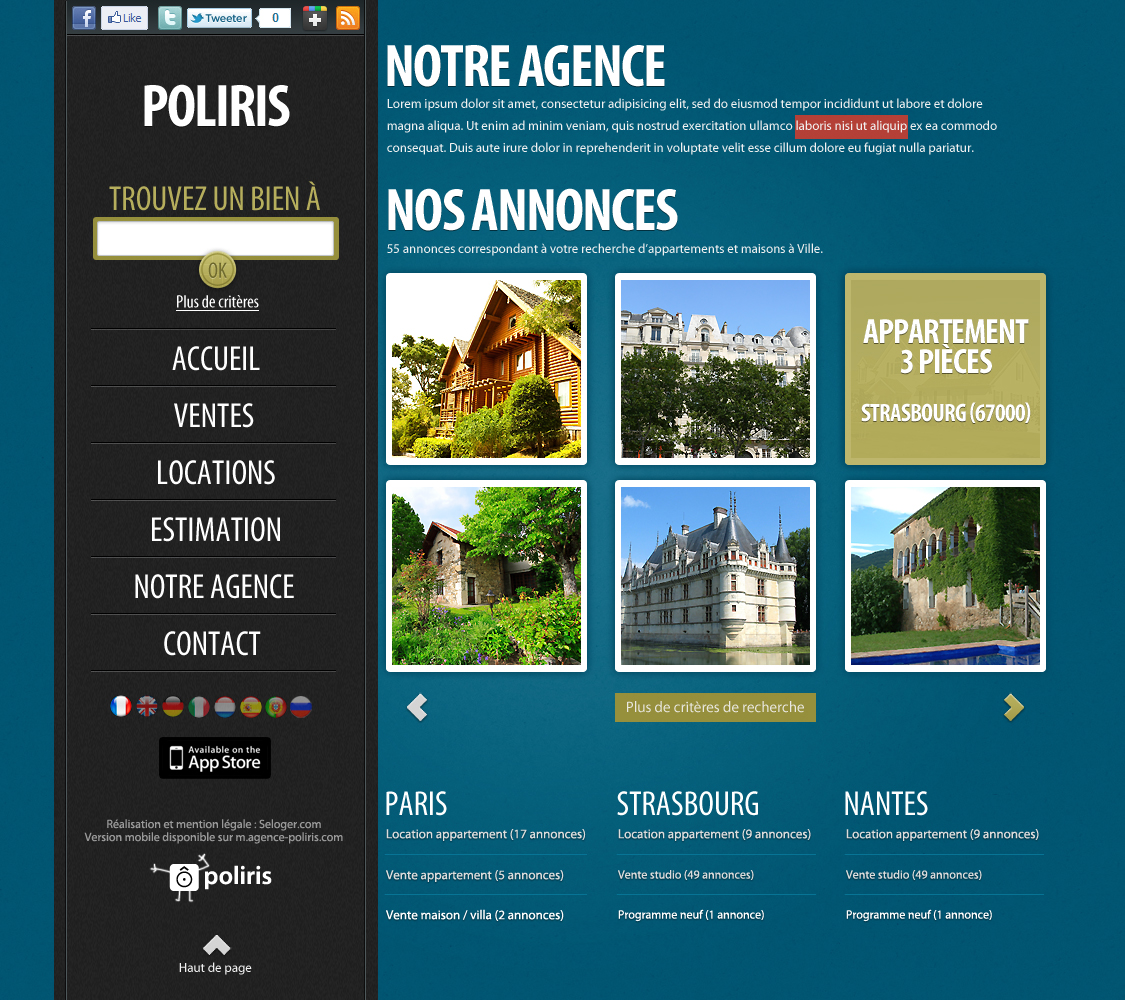 Like
Tweeter
0
POLIRIS
TROUVEZ UN BIEN À
OK
Plus de critères
ACCUEIL
VENTES
LOCATIONS
ESTIMATION
NOTRE AGENCE
CONTACT
Available on the
App Store
Réalisation et mention légale : Seloger.com
Version mobile disponible sur m.agence-poliris.com
poliris
Haut de page
NOTRE AGENCE
Lorem ipsum dolor sit amet, consectetur adipisicing elit, sed do eiusmod tempor incididunt ut labore et dolore
magna aliqua. Ut enim ad minim veniam, quis nostrud exercitation ullamco laboris nisi ut aliquip ex ea commodo
consequat. Duis aute irure dolor in reprehenderit in voluptate velit esse cillum dolore eu fugiat nulla pariatur.
NOS ANNONCES
55 annonces correspondant à votre recherche d’appartements et maisons à Ville.
APPARTEMENT
3 PIÈCES
STRASBOURG (67000)
Plus de critères de recherche
PARIS
Location appartement (17 annonces)
Vente appartement (5 annonces)
Vente maison / villa (2 annonces)
STRASBOURG
Location appartement (9 annonces)
Vente studio (49 annonces)
Programme neuf (1 annonce)
NANTES
Location appartement (9 annonces)
Vente studio (49 annonces)
Programme neuf (1 annonces)